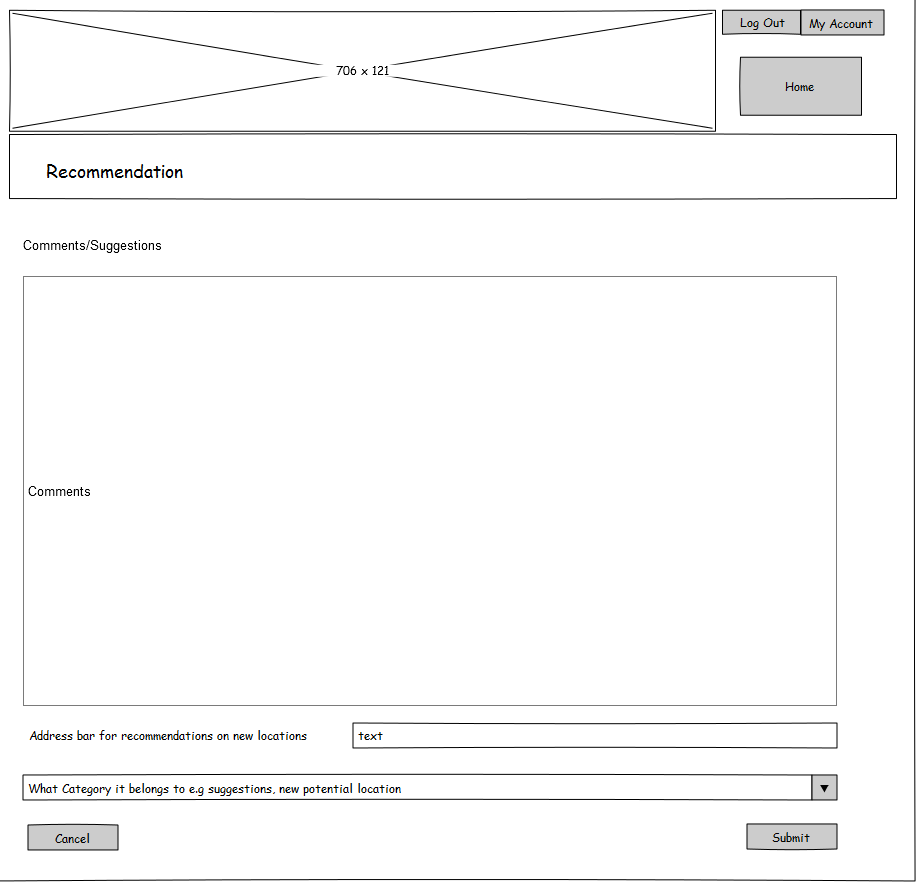 Log Out
My Account
706 x 121
Home
Recommendation
Comments/Suggestions
Comments
Address bar for recommendations on new locations
text
What Category it belongs to e.g suggestions, new potential location
Cancel
Submit